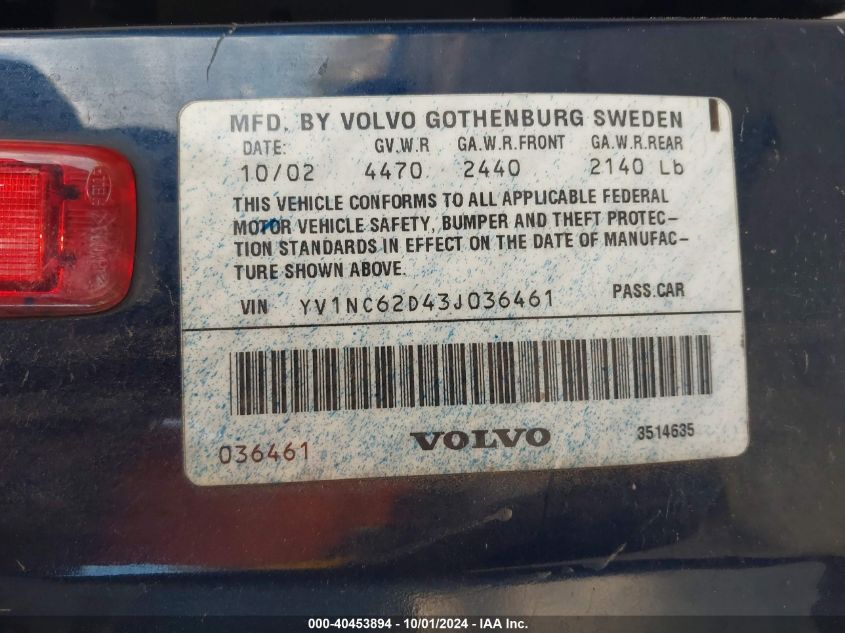 MFD. BY VOLVO GOTHENBURG SWEDEN
DATE: GV.W.R GA.W.R.FRONT GA.W.R.REAR
10/02 4470 2440 2140 Lb
THIS VEHICLE CONFORMS TO ALL APPLICABLE FEDERAL
MOTOR VEHICLE SAFETY, BUMPER AND THEFT PROTEC-
TION STANDARDS IN EFFECT ON THE DATE OF MANUFAC-
TURE SHOWN ABOVE.
VIN YV1NC62D43J036461 PASS.CAR
036461 VOLVO 3514635
000-40453894 - 10/01/2024 - IAA Inc.